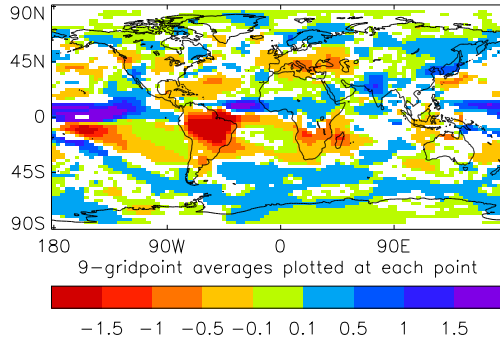 90N
45N
0
45S
90S
180 90W 0 90E
9-gridpoint averages plotted at each point
-1.5 -1 -0.5 -0.1 0.1 0.5 1 1.5